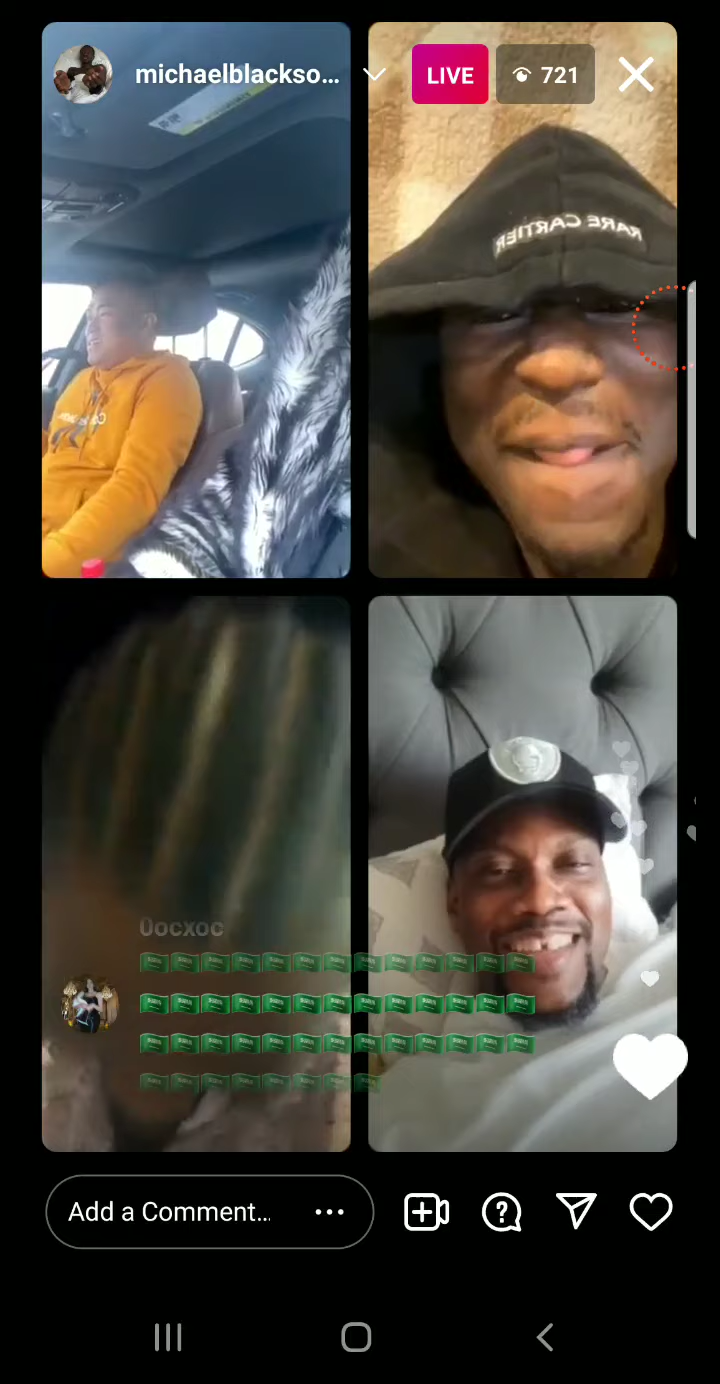 michaelblackso...
LIVE
721
RARE CARTIER
0ocxoc
Add a Comment...